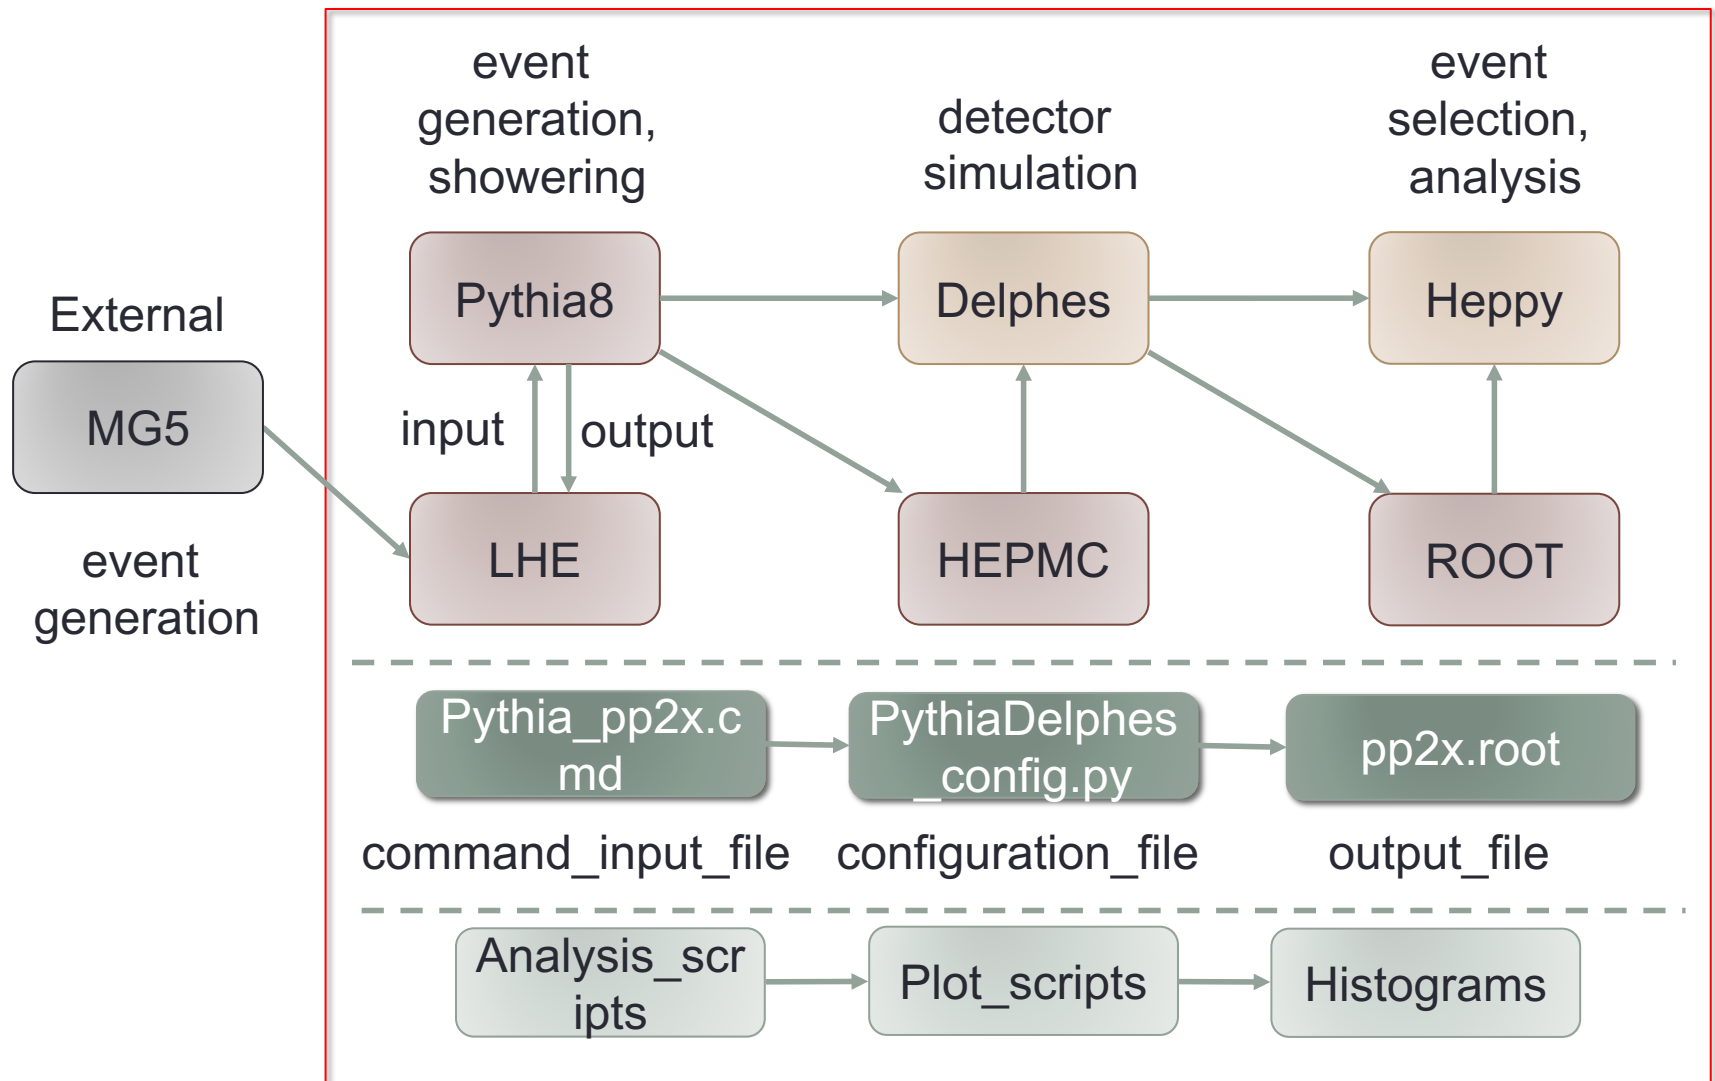 event
generation,
showering
detector
simulation
event
selection,
analysis
Pythia8
Delphes
Heppy
External
MG5
input
output
event
generation
LHE
HEPMC
ROOT
Pythia_pp2x.c
md
PythiaDelphes
_config.py
pp2x.root
command_input_file
configuration_file
output_file
Analysis_scr
ipts
Plot_scripts
Histograms